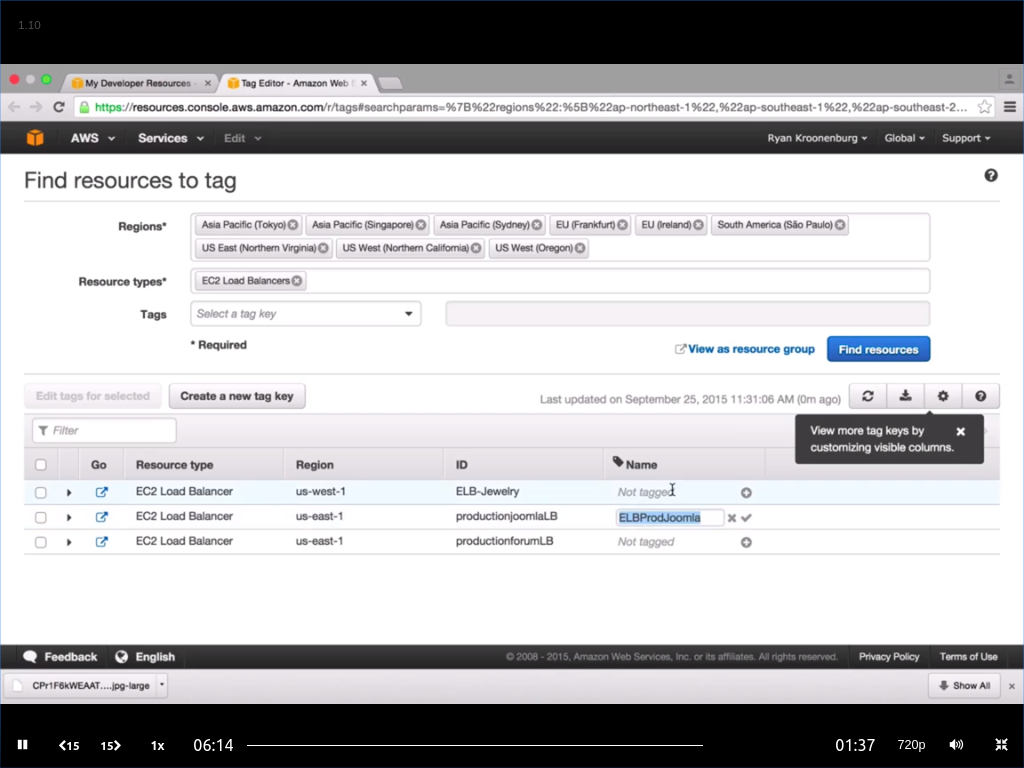 1.10
My Developer Resources -
Tag Editor - Amazon Web
https://resources.console.aws.amazon.com/r/tags#searchparams=%7B%22regions%22:%5B%22ap-northeast-1%22,%22ap-southeast-1%22,%22ap-southeast-2...
AWS Services Edit Ryan Kroonenburg Global Support
Find resources to tag
Regions* Asia Pacific (Tokyo) Asia Pacific (Singapore) Asia Pacific (Sydney) EU (Frankfurt) EU (Ireland) South America (São Paulo)
US East (Northern Virginia) US West (Northern California) US West (Oregon)
Resource types* EC2 Load Balancers
Tags Select a tag key
* Required
View as resource group Find resources
Edit tags for selected Create a new tag key Last updated on September 25, 2015 11:31:06 AM (0m ago)
Filter
View more tag keys by
customizing visible columns.
Go Resource type Region ID Name
EC2 Load Balancer us-west-1 ELB-Jewelry Not tagged
EC2 Load Balancer us-east-1 productionjoomlaLB ELBProdJoomla
EC2 Load Balancer us-east-1 productionforumLB Not tagged
Feedback English © 2008 - 2015, Amazon Web Services, Inc. or its affiliates. All rights reserved. Privacy Policy Terms of Use
CPr1F6kWEAAT....jpg-large Show All
15 15 1x 06:14 01:37 720p